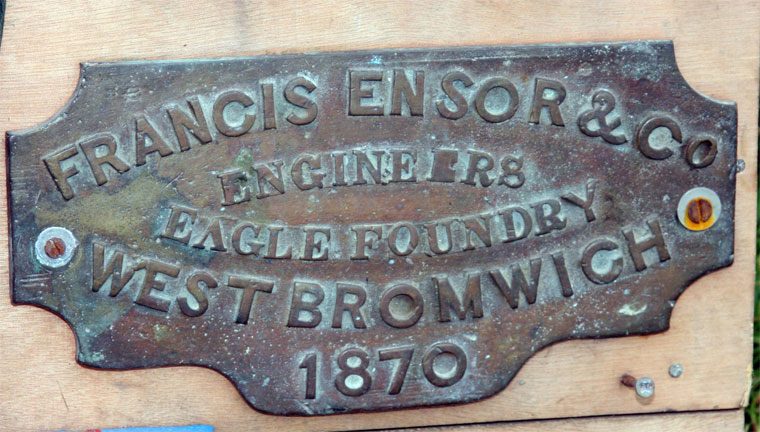 FRANCIS ENSOR & CO
ENGINEERS
EAGLE FOUNDRY
WEST BROMWICH
1870